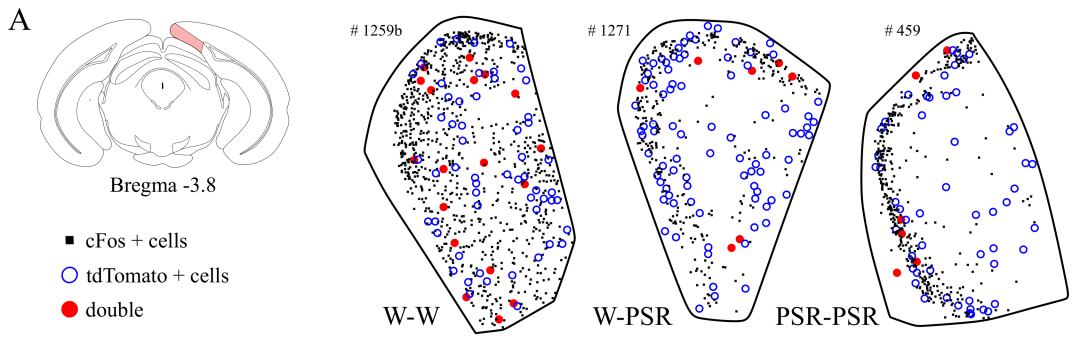 A
# 1259b
# 1271
# 459
Bregma -3.8
cFos + cells
tdTomato + cells
double
W-W
W-PSR
PSR-PSR